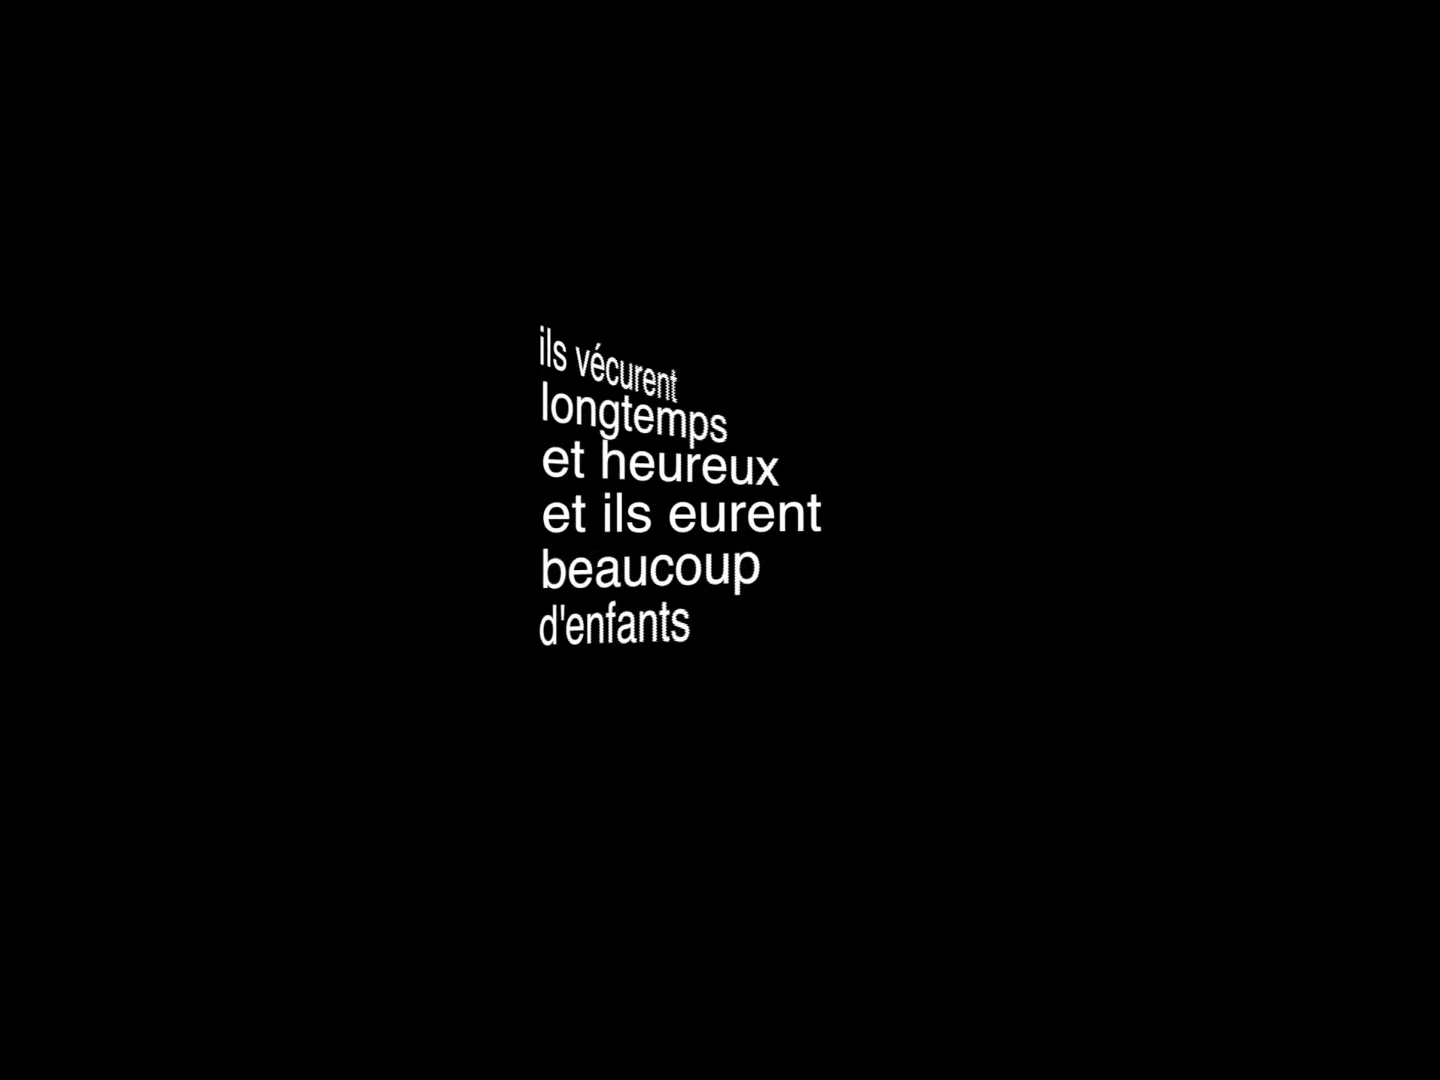 ils vécurent
longtemps
et heureux
et ils eurent
beaucoup
d'enfants